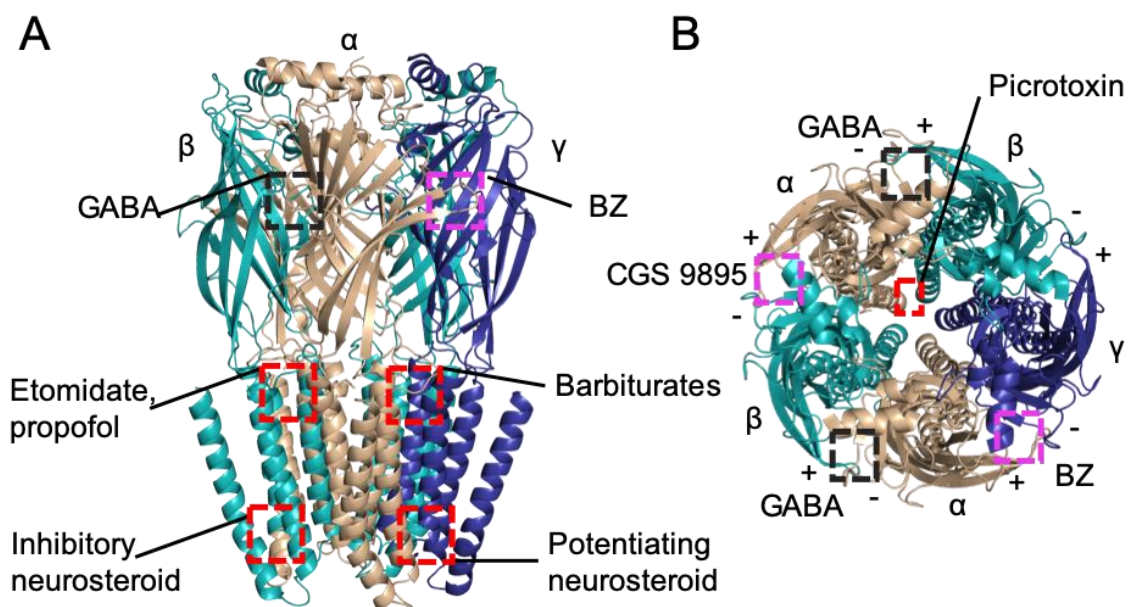 A
α
β
γ
GABA
BZ
Etomidate,
propofol
Barbiturates
Inhibitory
neurosteroid
Potentiating
neurosteroid
B
Picrotoxin
GABA
+
-
β
α
-
+
+
CGS 9895
-
γ
β
-
+
BZ
+
GABA
-
α